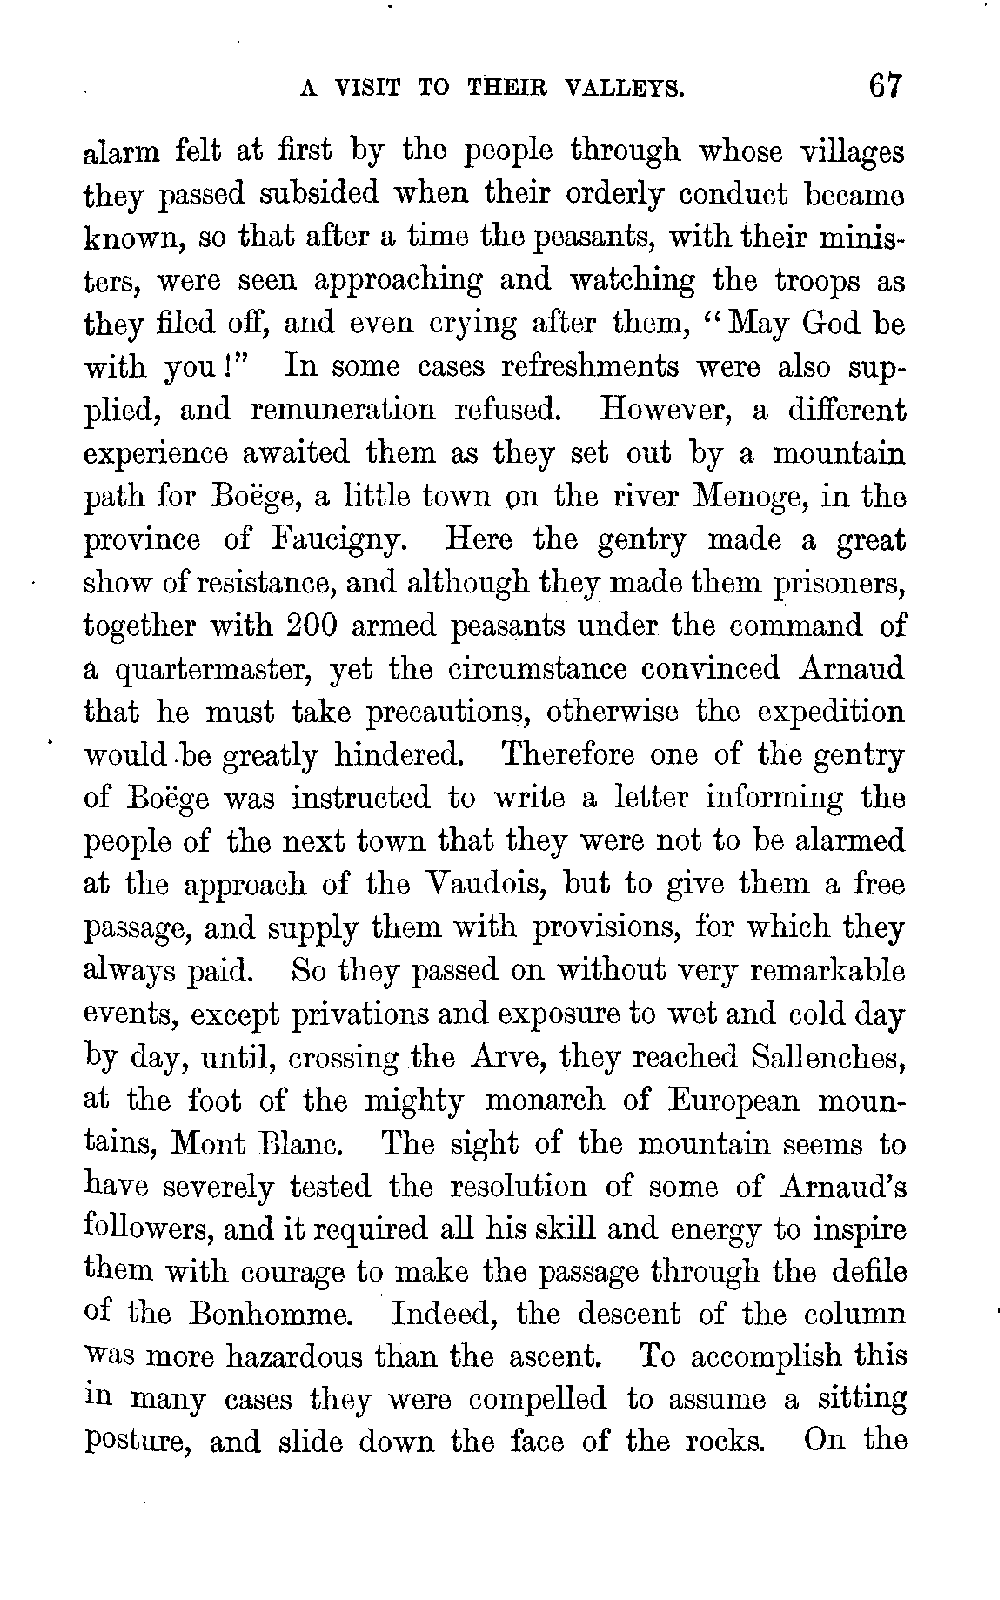 A VISIT TO THEIR VALLEYS. 67
alarm felt at first by the people through whose villages
they passed subsided when their orderly conduct became
known, so that after a time the peasants, with their minis-
ters, were seen approaching and watching the troops as
they filed off, and even crying after them, “May God be
with you!” In some cases refreshments were also sup-
plied, and remuneration refused. However, a different
experience awaited them as they set out by a mountain
path for Boëge, a little town on the river Menoge, in the
province of Faucigny. Here the gentry made a great
show of resistance, and although they made them prisoners,
together with 200 armed peasants under the command of
a quartermaster, yet the circumstance convinced Arnaud
that he must take precautions, otherwise the expedition
would be greatly hindered. Therefore one of the gentry
of Boëge was instructed to write a letter informing the
people of the next town that they were not to be alarmed
at the approach of the Vaudois, but to give them a free
passage, and supply them with provisions, for which they
always paid. So they passed on without very remarkable
events, except privations and exposure to wet and cold day
by day, until, crossing the Arve, they reached Sallenches,
at the foot of the mighty monarch of European moun-
tains, Mont Blanc. The sight of the mountain seems to
have severely tested the resolution of some of Arnaud’s
followers, and it required all his skill and energy to inspire
them with courage to make the passage through the defile
of the Bonhomme. Indeed, the descent of the column
was more hazardous than the ascent. To accomplish this
in many cases they were compelled to assume a sitting
posture, and slide down the face of the rocks. On the